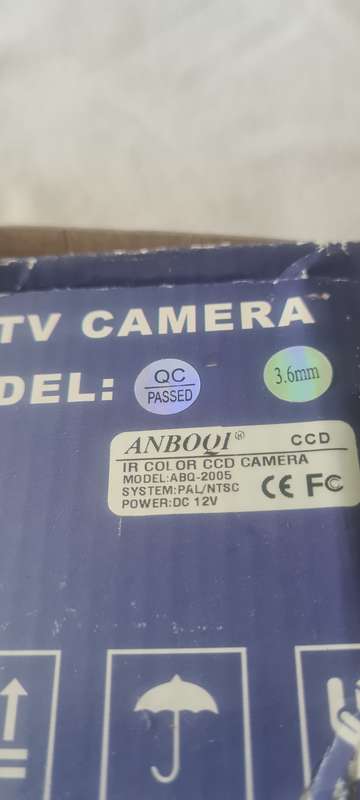 TV CAMERA
DEL:
QC
PASSED
3.6mm
ANBOQI® CCD
IR COLOR CCD CAMERA
MODEL:ABQ-2005
SYSTEM:PAL/NTSC
POWER:DC 12V
CE FC